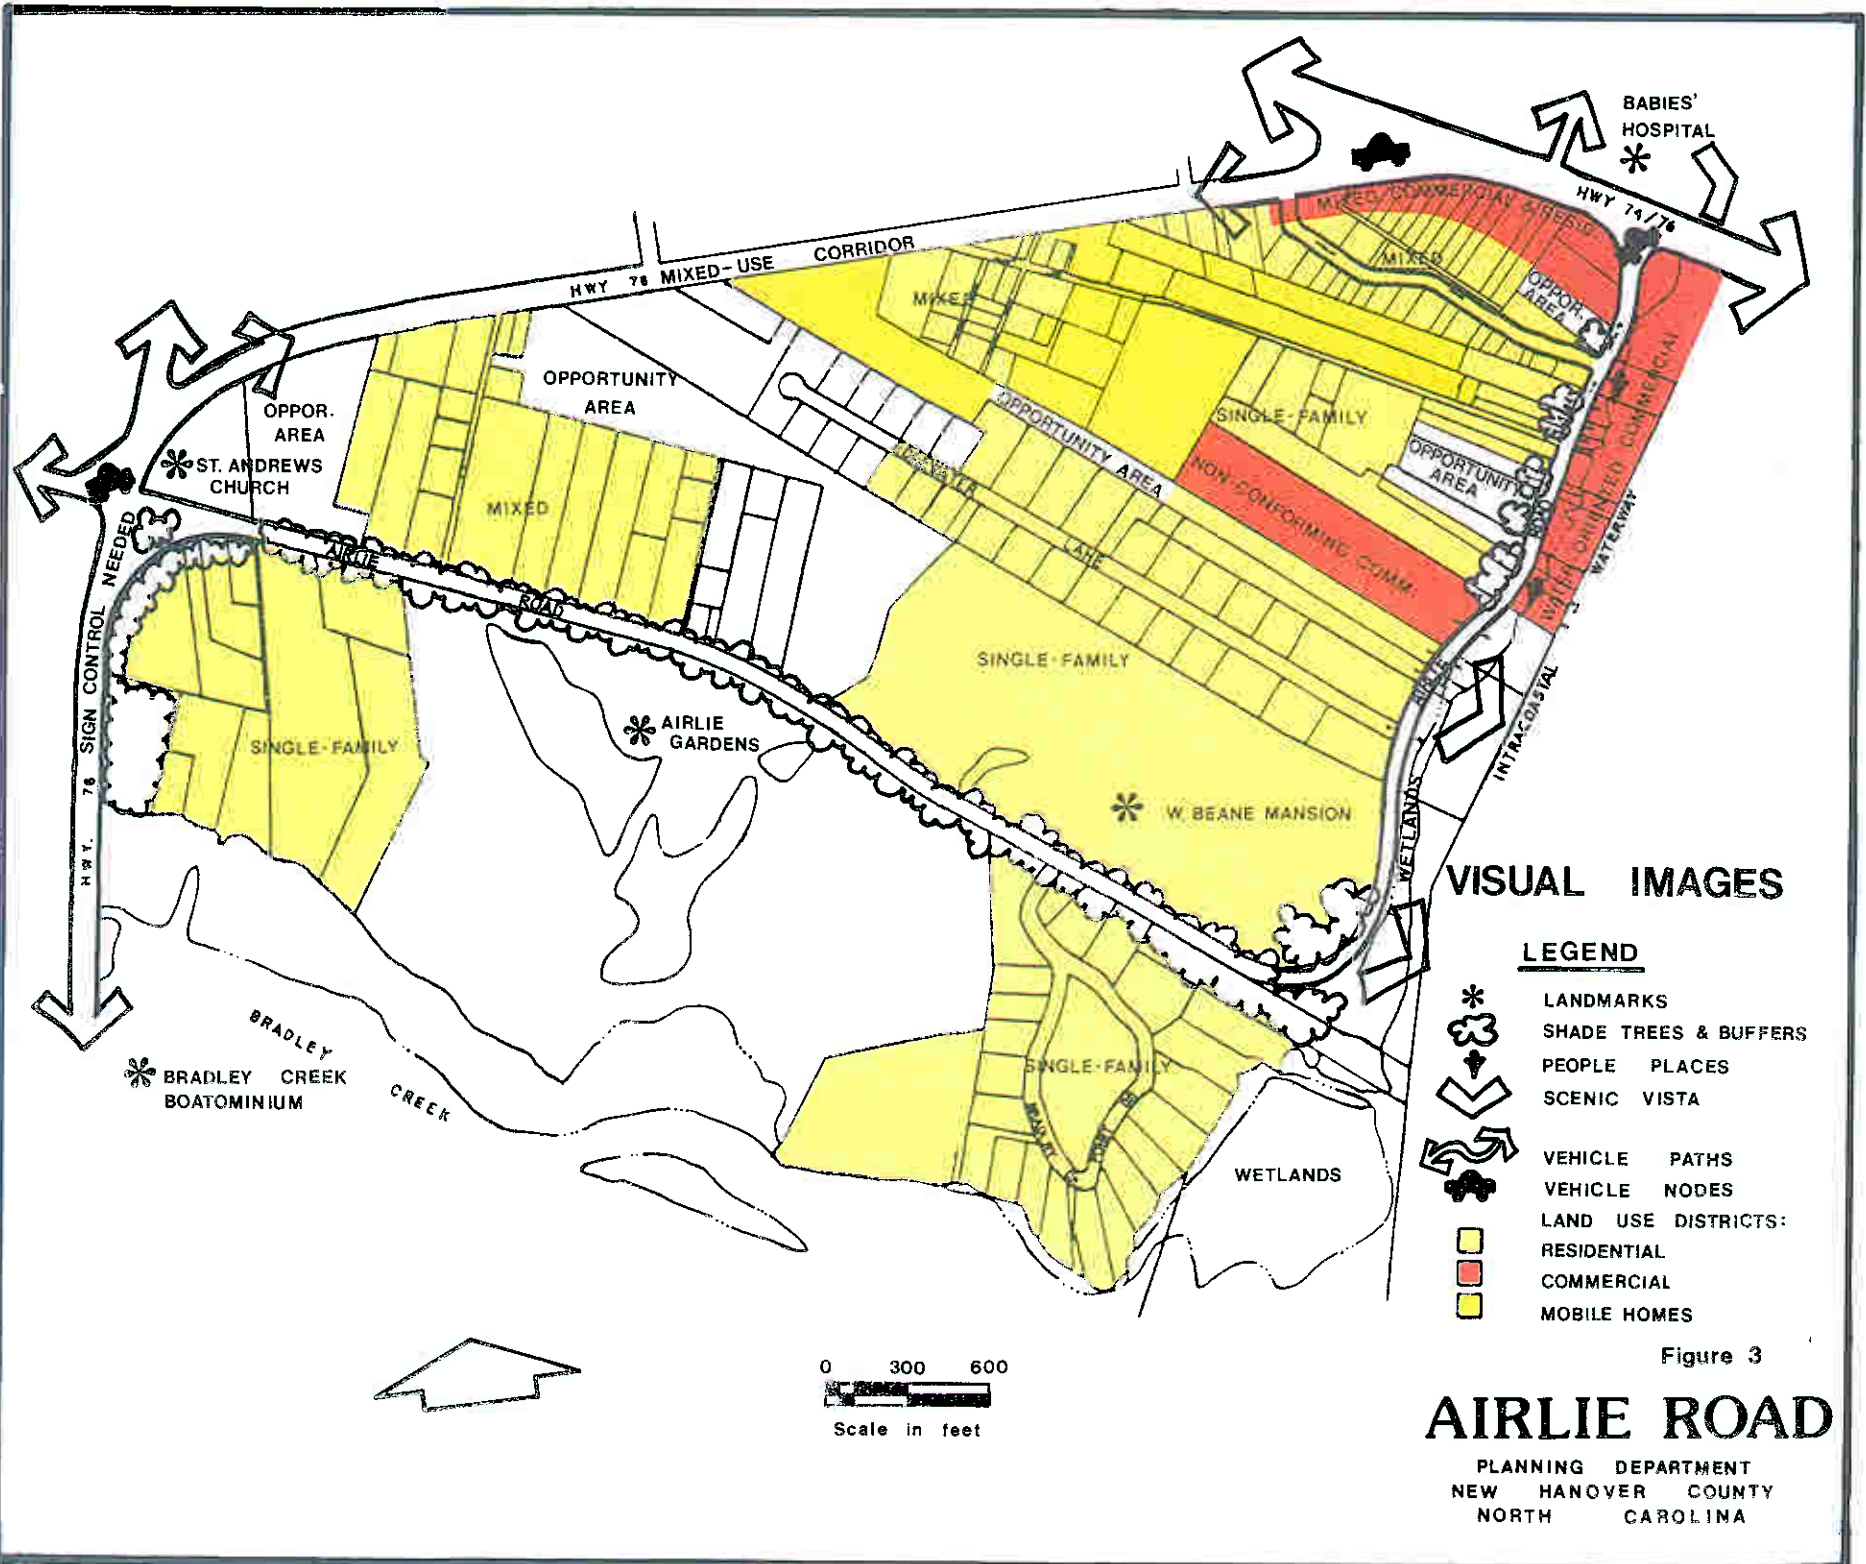 BABIES'
HOSPITAL
HWY 74/76
MIXED/COMMERCIAL & RESID.
MIXED
OPPOR.
AREA
HWY 76 MIXED-USE CORRIDOR
MIXED
OPPORTUNITY
AREA
OPPOR.
AREA
ST. ANDREWS
CHURCH
OPPORTUNITY AREA
SINGLE-FAMILY
OPPORTUNITY
AREA
NON-CONFORMING COMM.
WATER ORIENTED COMMERCIAL
INTRACOASTAL WATERWAY
LANE
MIXED
AIRLIE ROAD
AIRLIE ROAD
HWY. 76 SIGN CONTROL NEEDED
SINGLE-FAMILY
SINGLE-FAMILY
AIRLIE
GARDENS
W. BEANE MANSION
WETLANDS
BRADLEY CREEK
BRADLEY CREEK
BOATOMINIUM
SINGLE-FAMILY
WETLANDS
VISUAL IMAGES
LEGEND
LANDMARKS
SHADE TREES & BUFFERS
PEOPLE PLACES
SCENIC VISTA
VEHICLE PATHS
VEHICLE NODES
LAND USE DISTRICTS:
RESIDENTIAL
COMMERCIAL
MOBILE HOMES
Figure 3
0 300 600
Scale in feet
AIRLIE ROAD
PLANNING DEPARTMENT
NEW HANOVER COUNTY
NORTH CAROLINA